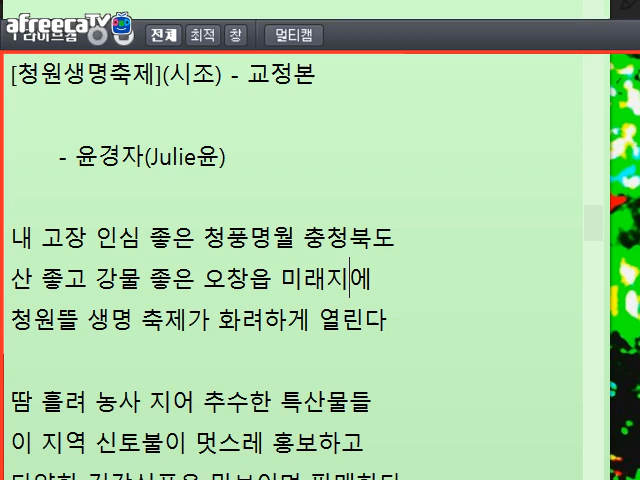 afreecaTV
전체 최적 창 멀티캠
[청원생명축제](시조) - 교정본
- 윤경자(Julie윤)
내 고장 인심 좋은 청풍명월 충청북도
산 좋고 강물 좋은 오창읍 미래지에
청원뜰 생명 축제가 화려하게 열린다
땀 흘려 농사 지어 추수한 특산물들
이 지역 신토불이 멋스레 홍보하고